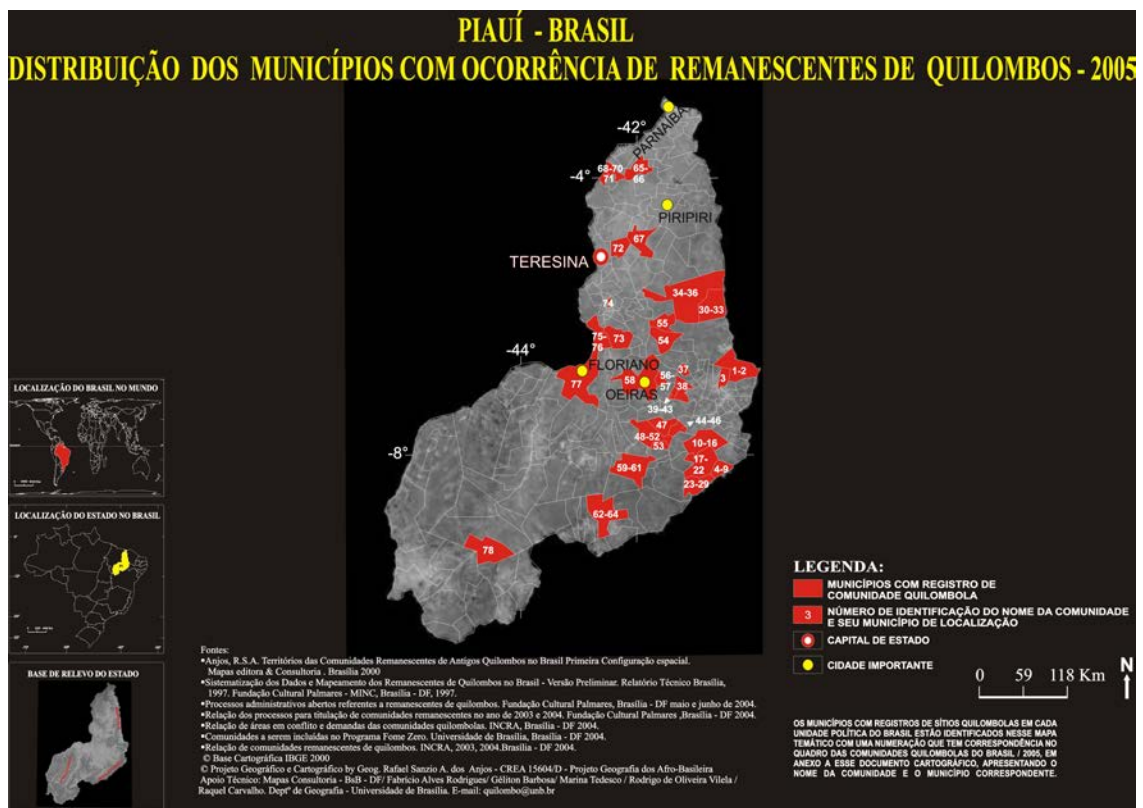 PIAUÍ - BRASIL
DISTRIBUIÇÃO DOS MUNICÍPIOS COM OCORRÊNCIA DE REMANESCENTES DE QUILOMBOS - 2005
-42°
PARNAÍBA
-4°
68-70
71
65-
66
PIRIPIRI
67
72
TERESINA
34-36
30-33
74
55
75-
76
73
54
-44°
FLORIANO
77
58
OEIRAS
56-
57
37
38
1-2
3
39-43
44-46
47
48-52
53
10-16
-8°
59-61
17-
22
4-9
23-29
62-64
78
LOCALIZAÇÃO DO BRASIL NO MUNDO
LOCALIZAÇÃO DO ESTADO NO BRASIL
BASE DE RELEVO DO ESTADO
LEGENDA:
MUNICÍPIOS COM REGISTRO DE
COMUNIDADE QUILOMBOLA
3
NÚMERO DE IDENTIFICAÇÃO DO NOME DA COMUNIDADE
E SEU MUNICÍPIO DE LOCALIZAÇÃO
CAPITAL DE ESTADO
CIDADE IMPORTANTE
0 59 118 Km
N
OS MUNICÍPIOS COM REGISTROS DE SÍTIOS QUILOMBOLAS EM CADA
UNIDADE POLÍTICA DO BRASIL ESTÃO IDENTIFICADOS NESSE MAPA
TEMÁTICO COM UMA NUMERAÇÃO QUE TEM CORRESPONDÊNCIA NO
QUADRO DAS COMUNIDADES QUILOMBOLAS DO BRASIL / 2005, EM
ANEXO A ESSE DOCUMENTO CARTOGRÁFICO, APRESENTANDO O
NOME DA COMUNIDADE E O MUNICÍPIO CORRESPONDENTE.
Fontes:
•Anjos, R.S.A. Territórios das Comunidades Remanescentes de Antigos Quilombos no Brasil Primeira Configuração espacial.
Mapas editora & Consultoria . Brasília 2000
•Sistematização dos Dados e Mapeamento dos Remanescentes de Quilombos no Brasil - Versão Preliminar. Relatório Técnico Brasília,
1997. Fundação Cultural Palmares - MINC, Brasília - DF, 1997.
•Processos administrativos abertos referente a remanescentes de quilombos. Fundação Cultural Palmares, Brasília - DF maio e junho de 2004.
•Relação dos processos para titulação de comunidades remanescentes no ano de 2003 e 2004. Fundação Cultural Palmares ,Brasília - DF 2004.
•Relação de áreas em conflito e demandas das comunidades quilombolas. INCRA, Brasília - DF 2004.
•Comunidades a serem incluídas no Programa Fome Zero. Universidade de Brasília, Brasília - DF 2004.
•Relação de comunidades remanescentes de quilombos. INCRA, 2003, 2004.Brasília - DF 2004.
© Base Cartográfica IBGE 2000
© Projeto Geográfico e Cartográfico by Geog. Rafael Sanzio A. dos Anjos - CREA 15604/D - Projeto Geografia dos Afro-Basileira
Apoio Técnico: Mapas Consultoria - BsB - DF/ Fabrício Alves Rodrigues/ Géliton Barbosa/ Marina Tedesco / Rodrigo de Oliveira Vilela /
Raquel Carvalho. Deptº de Geografia - Universidade de Brasília. E-mail: quilombo@unb.br